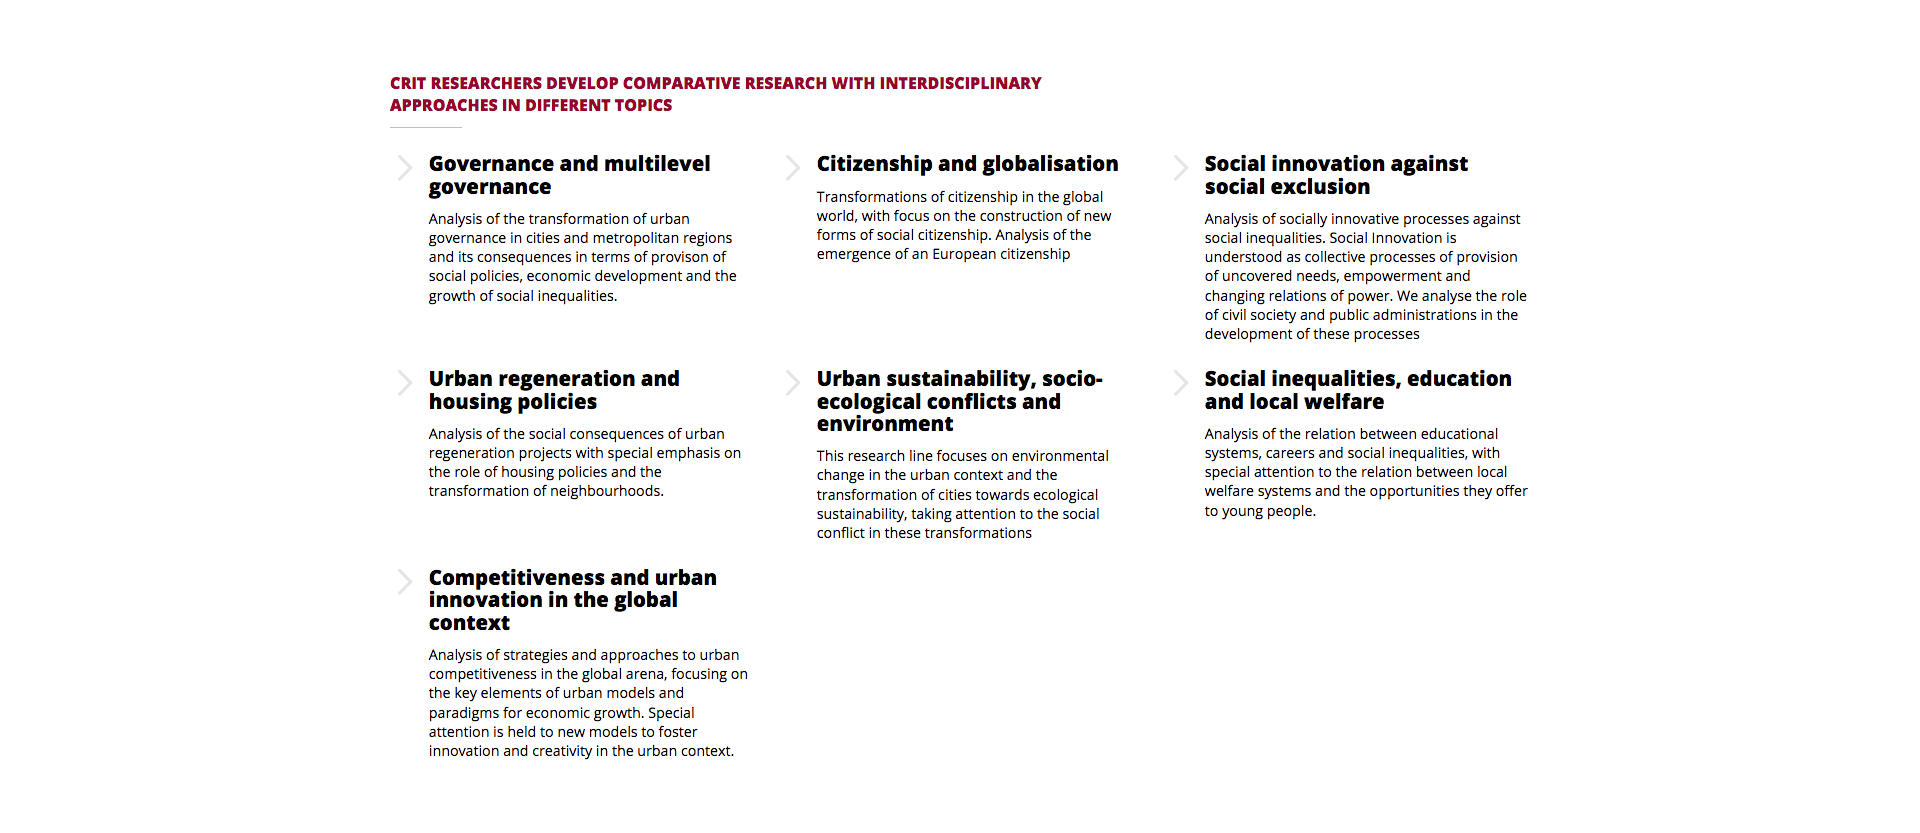 CRIT RESEARCHERS DEVELOP COMPARATIVE RESEARCH WITH INTERDISCIPLINARY
APPROACHES IN DIFFERENT TOPICS
Governance and multilevel
governance
Analysis of the transformation of urban
governance in cities and metropolitan regions
and its consequences in terms of provison of
social policies, economic development and the
growth of social inequalities.
Citizenship and globalisation
Transformations of citizenship in the global
world, with focus on the construction of new
forms of social citizenship. Analysis of the
emergence of an European citizenship
Social innovation against
social exclusion
Analysis of socially innovative processes against
social inequalities. Social Innovation is
understood as collective processes of provision
of uncovered needs, empowerment and
changing relations of power. We analyse the role
of civil society and public administrations in the
development of these processes
Urban regeneration and
housing policies
Analysis of the social consequences of urban
regeneration projects with special emphasis on
the role of housing policies and the
transformation of neighbourhoods.
Urban sustainability, socio-
ecological conflicts and
environment
This research line focuses on environmental
change in the urban context and the
transformation of cities towards ecological
sustainability, taking attention to the social
conflict in these transformations
Social inequalities, education
and local welfare
Analysis of the relation between educational
systems, careers and social inequalities, with
special attention to the relation between local
welfare systems and the opportunities they offer
to young people.
Competitiveness and urban
innovation in the global
context
Analysis of strategies and approaches to urban
competitiveness in the global arena, focusing on
the key elements of urban models and
paradigms for economic growth. Special
attention is held to new models to foster
innovation and creativity in the urban context.